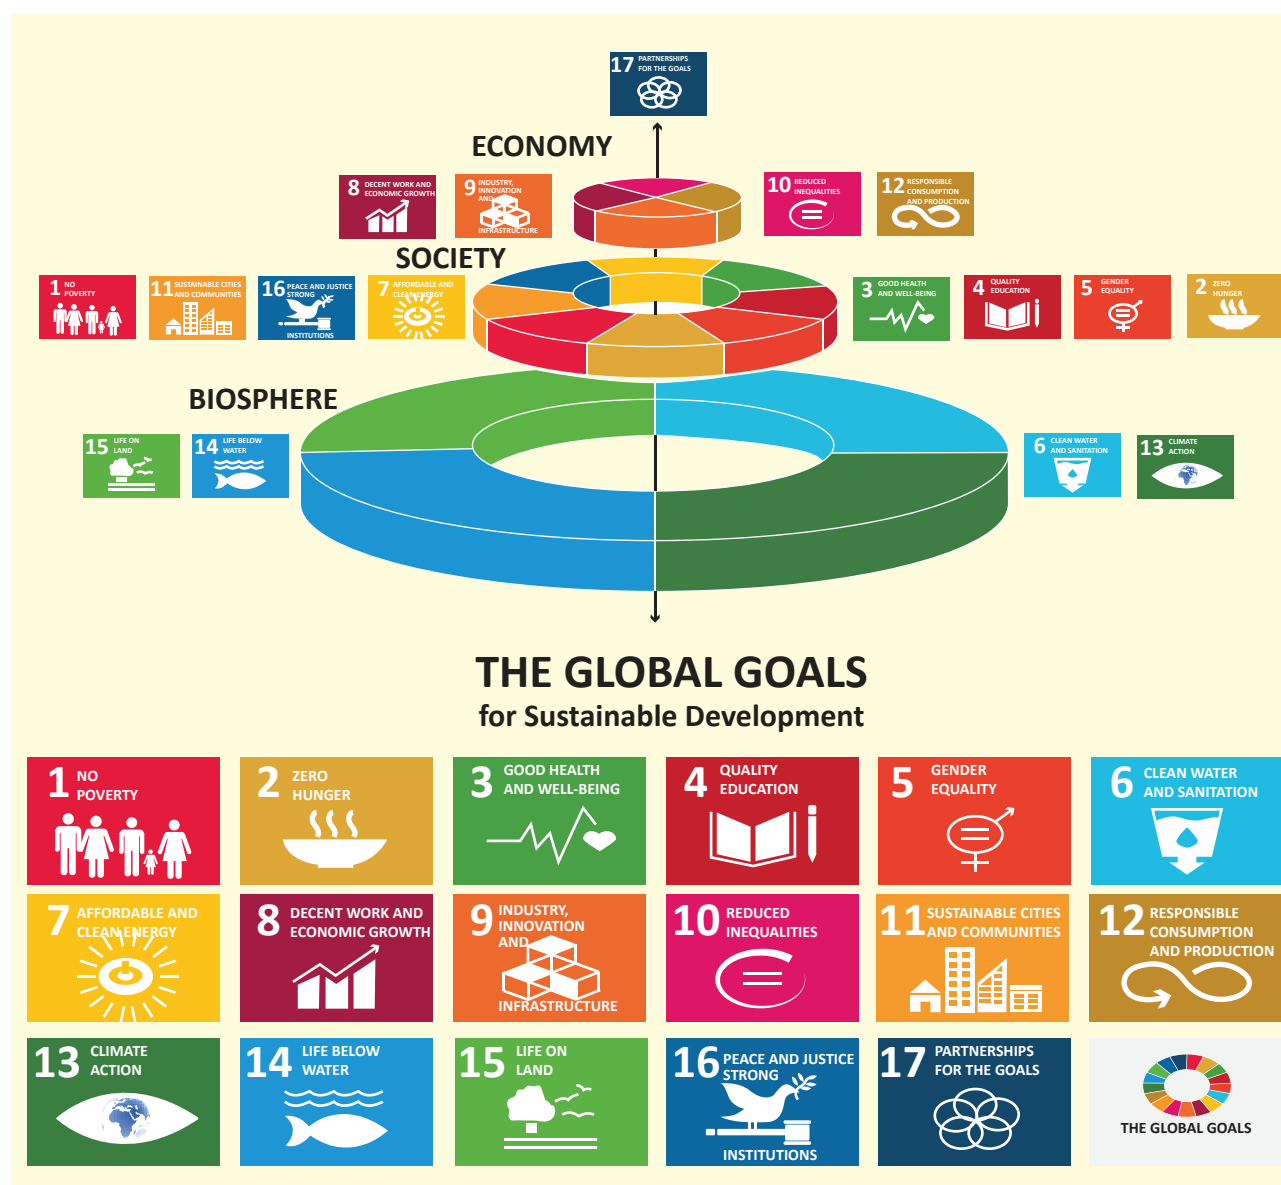 17 PARTNERSHIPS
FOR THE GOALS
ECONOMY
8 DECENT WORK AND
ECONOMIC GROWTH
9 INDUSTRY,
INNOVATION
AND
INFRASTRUCTURE
10 REDUCED
INEQUALITIES
12 RESPONSIBLE
CONSUMPTION
AND PRODUCTION
SOCIETY
1 NO
POVERTY
11 SUSTAINABLE CITIES
AND COMMUNITIES
16 PEACE AND JUSTICE
STRONG
INSTITUTIONS
7 AFFORDABLE AND
CLEAN ENERGY
3 GOOD HEALTH
AND WELL-BEING
4 QUALITY
EDUCATION
5 GENDER
EQUALITY
2 ZERO
HUNGER
BIOSPHERE
15 LIFE ON
LAND
14 LIFE BELOW
WATER
6 CLEAN WATER
AND SANITATION
13 CLIMATE
ACTION
THE GLOBAL GOALS
for Sustainable Development
1 NO
POVERTY
2 ZERO
HUNGER
3 GOOD HEALTH
AND WELL-BEING
4 QUALITY
EDUCATION
5 GENDER
EQUALITY
6 CLEAN WATER
AND SANITATION
7 AFFORDABLE AND
CLEAN ENERGY
8 DECENT WORK AND
ECONOMIC GROWTH
9 INDUSTRY,
INNOVATION
AND
INFRASTRUCTURE
10 REDUCED
INEQUALITIES
11 SUSTAINABLE CITIES
AND COMMUNITIES
12 RESPONSIBLE
CONSUMPTION
AND PRODUCTION
13 CLIMATE
ACTION
14 LIFE BELOW
WATER
15 LIFE ON
LAND
16 PEACE AND JUSTICE
STRONG
INSTITUTIONS
17 PARTNERSHIPS
FOR THE GOALS
THE GLOBAL GOALS